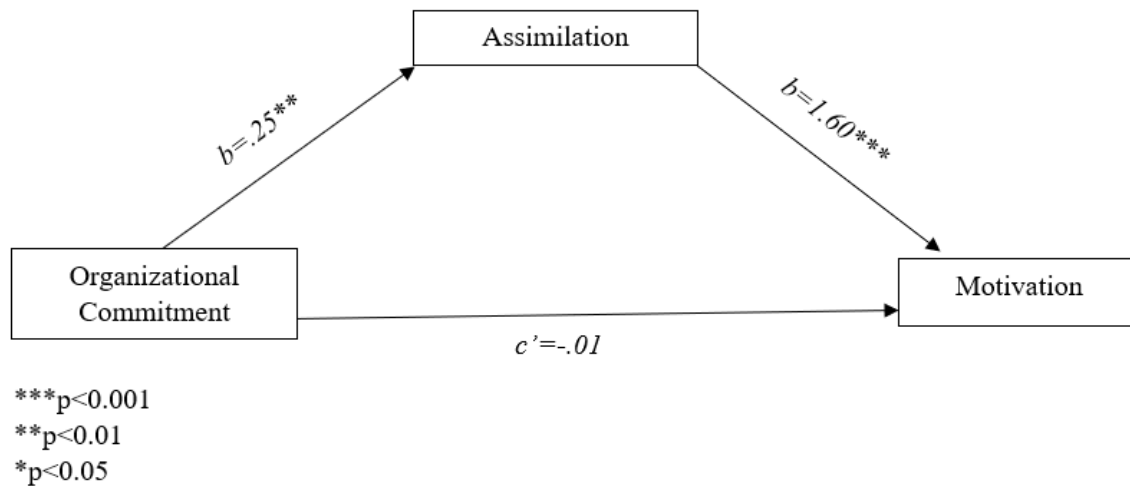 Assimilation
b=.25**
b=1.60***
Organizational
Commitment
Motivation
c’=-.01
***p<0.001
**p<0.01
*p<0.05